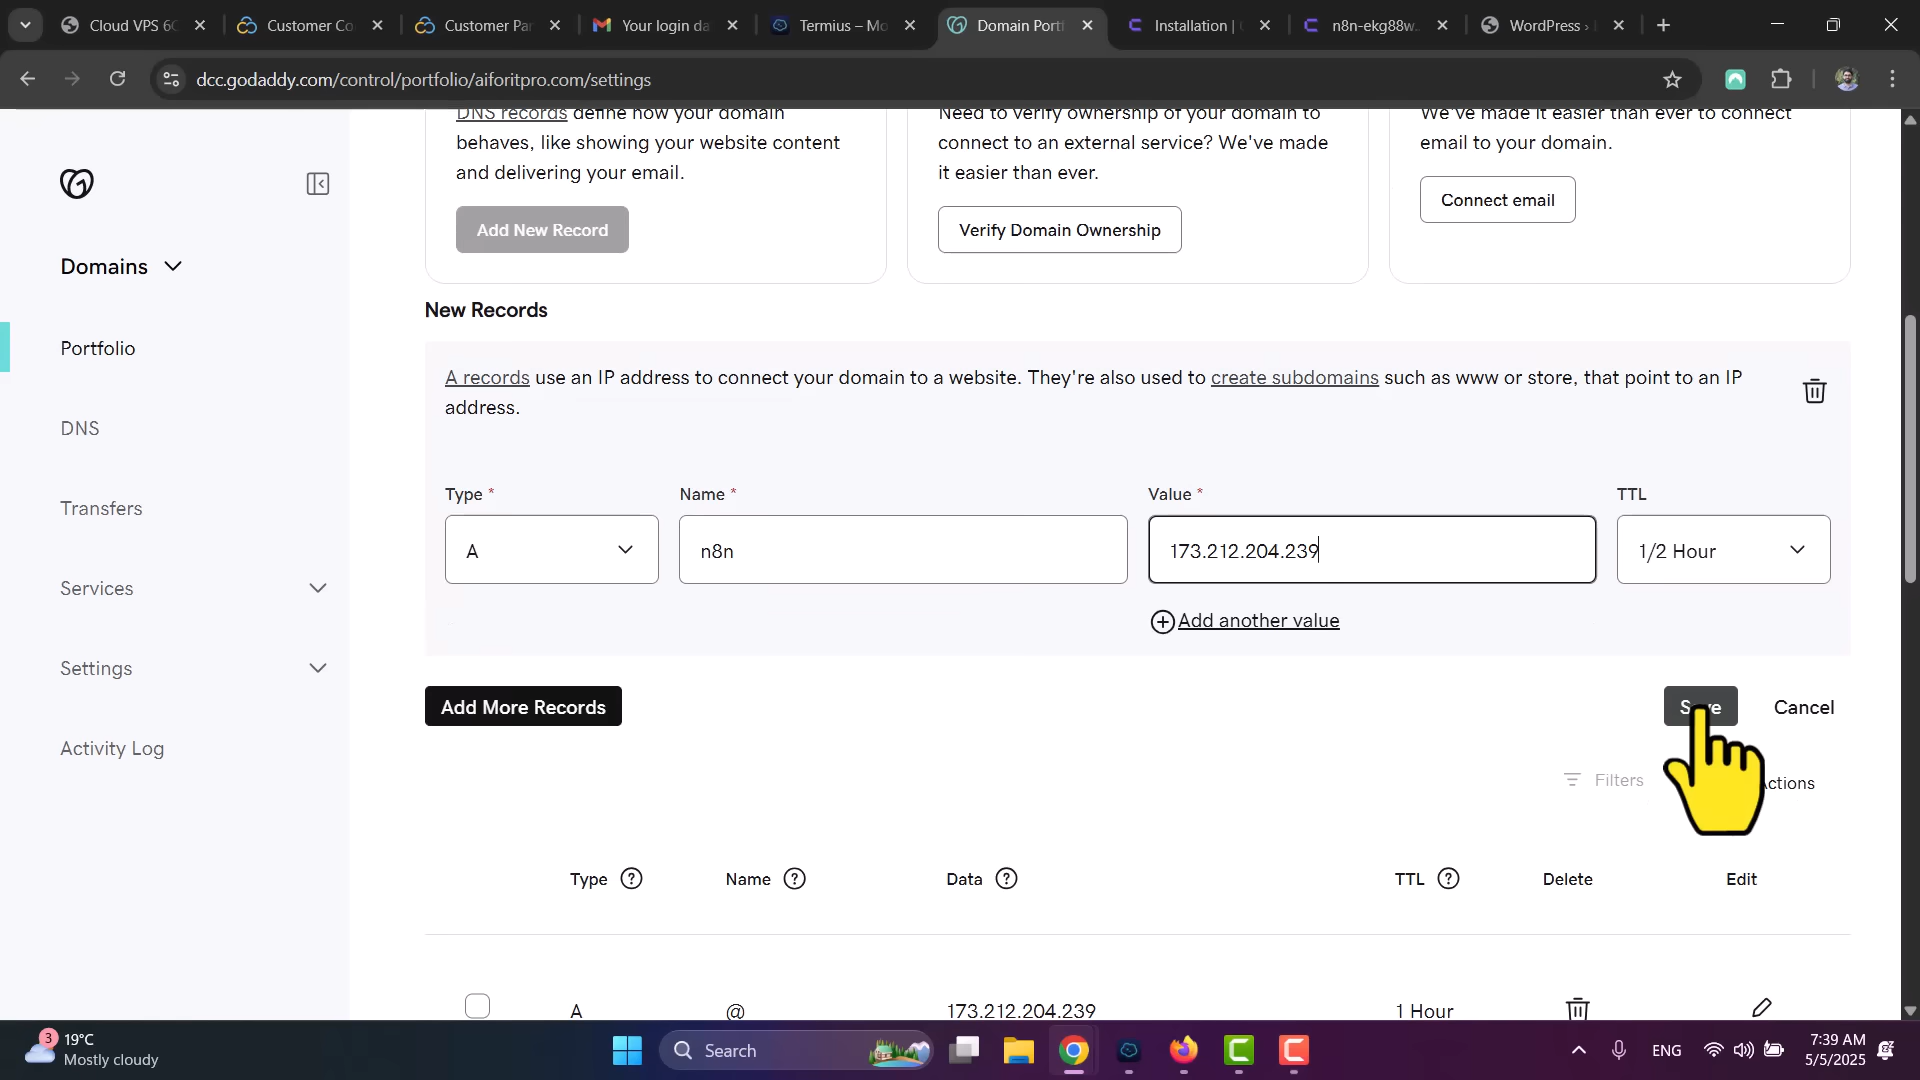 Cloud VPS 6C
Customer Co
Customer Pa
Your login da
Termius – Mo
Domain Portf
Installation |
n8n-ekg88w..
WordPress ›
dcc.godaddy.com/control/portfolio/aiforitpro.com/settings
Domains
Portfolio
DNS
Transfers
Services
Settings
Activity Log
DNS records define how your domain
behaves, like showing your website content
and delivering your email.
Add New Record
Need to verify ownership of your domain to
connect to an external service? We've made
it easier than ever.
Verify Domain Ownership
We've made it easier than ever to connect
email to your domain.
Connect email
New Records
A records use an IP address to connect your domain to a website. They're also used to create subdomains such as www or store, that point to an IP
address.
Type * Name * Value * TTL
A n8n 173.212.204.239 1/2 Hour
Add another value
Add More Records
Cancel
Filters
Type Name Data TTL Delete Edit
A @ 173.212.204.239 1 Hour
3
19°C
Mostly cloudy
Search
ENG
7:39 AM
5/5/2025